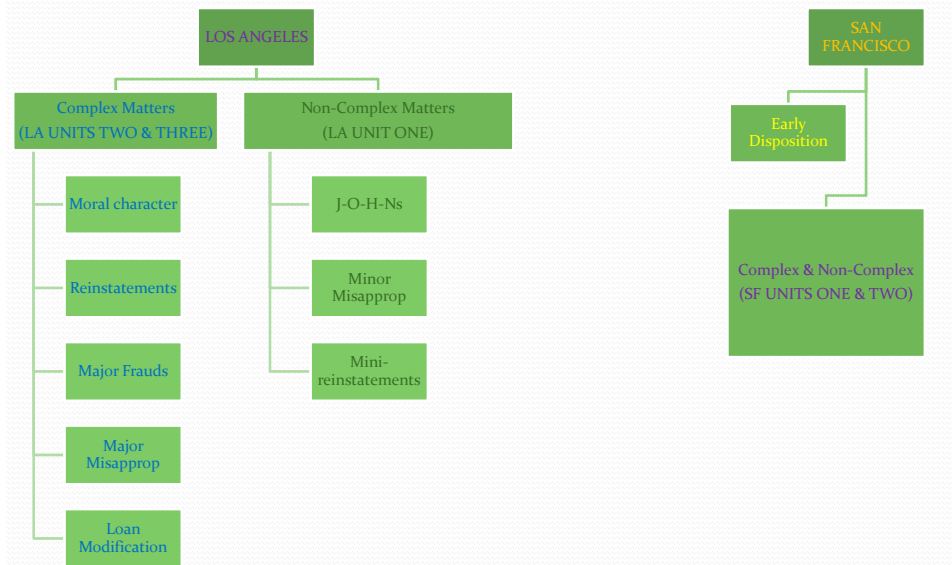 LOS ANGELES
Complex Matters
(LA UNITS TWO & THREE)
Moral character
Reinstatements
Major Frauds
Major
Misapprop
Loan
Modification
Non-Complex Matters
(LA UNIT ONE)
J-O-H-Ns
Minor
Misapprop
Mini-
reinstatements
SAN
FRANCISCO
Early
Disposition
Complex & Non-Complex
(SF UNITS ONE & TWO)